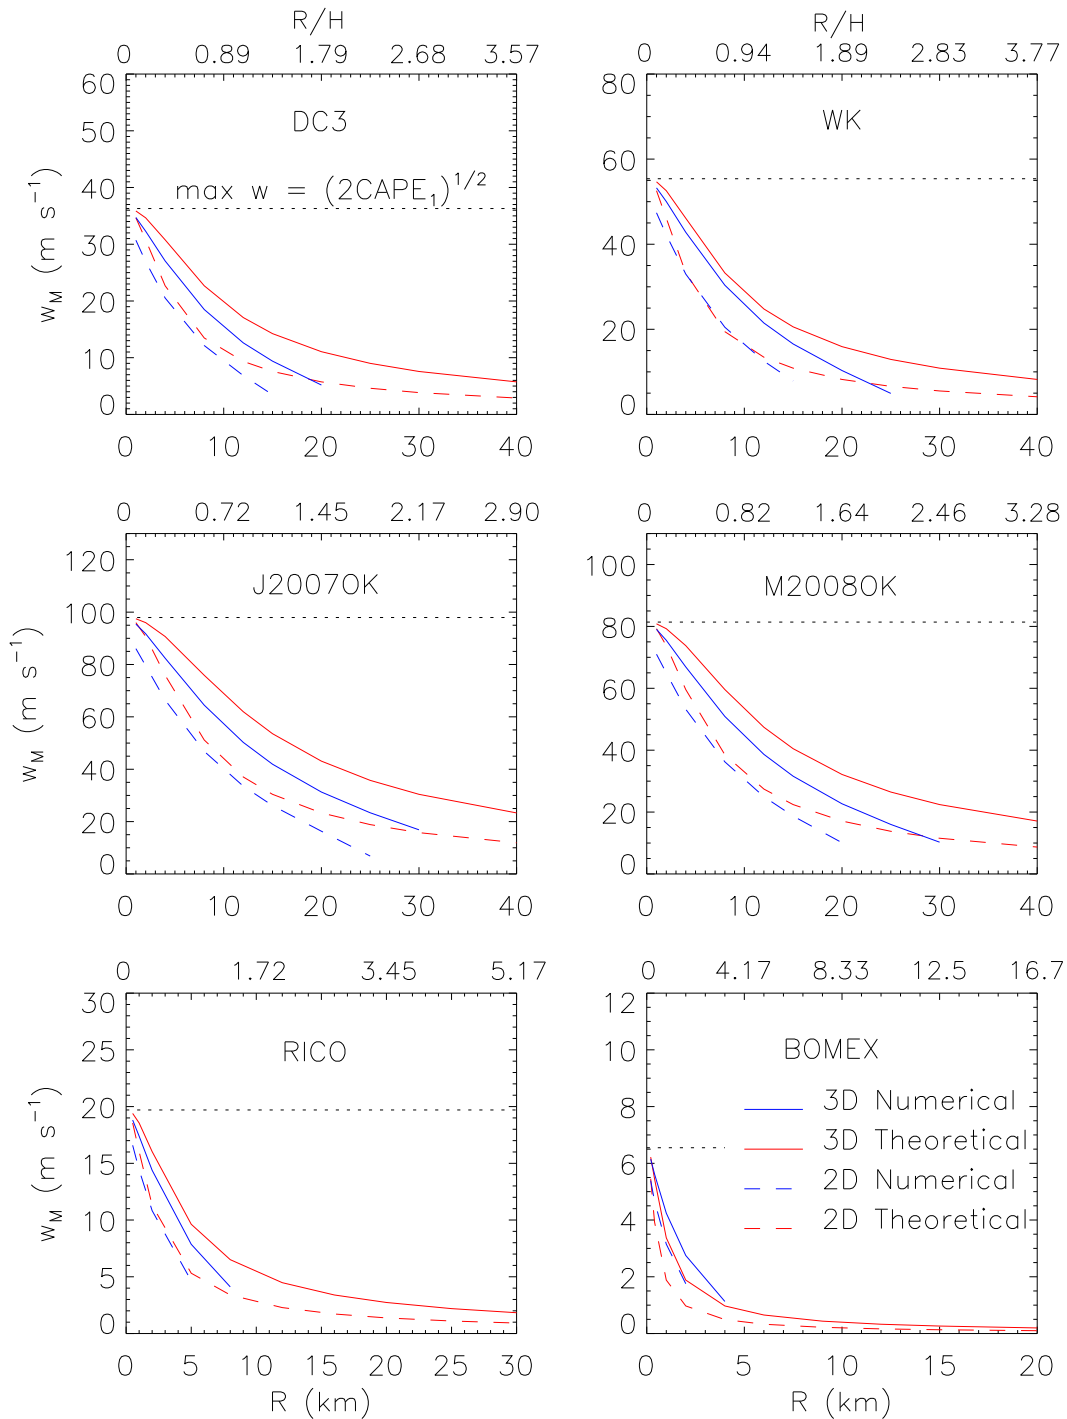 R/H
0 0.89 1.79 2.68 3.57
60
50
40
30
20
10
0
w_M (m s⁻¹)
DC3
max w = (2CAPE₁)^1/2
0 10 20 30 40
R/H
0 0.94 1.89 2.83 3.77
80
60
40
20
0
WK
0 10 20 30 40
0 0.72 1.45 2.17 2.90
120
100
80
60
40
20
0
w_M (m s⁻¹)
J2007OK
0 10 20 30 40
0 0.82 1.64 2.46 3.28
100
80
60
40
20
0
M2008OK
0 10 20 30 40
0 1.72 3.45 5.17
30
25
20
15
10
5
0
w_M (m s⁻¹)
RICO
0 5 10 15 20 25 30
R (km)
0 4.17 8.33 12.5 16.7
12
10
8
6
4
2
0
BOMEX
3D Numerical
3D Theoretical
2D Numerical
2D Theoretical
0 5 10 15 20
R (km)